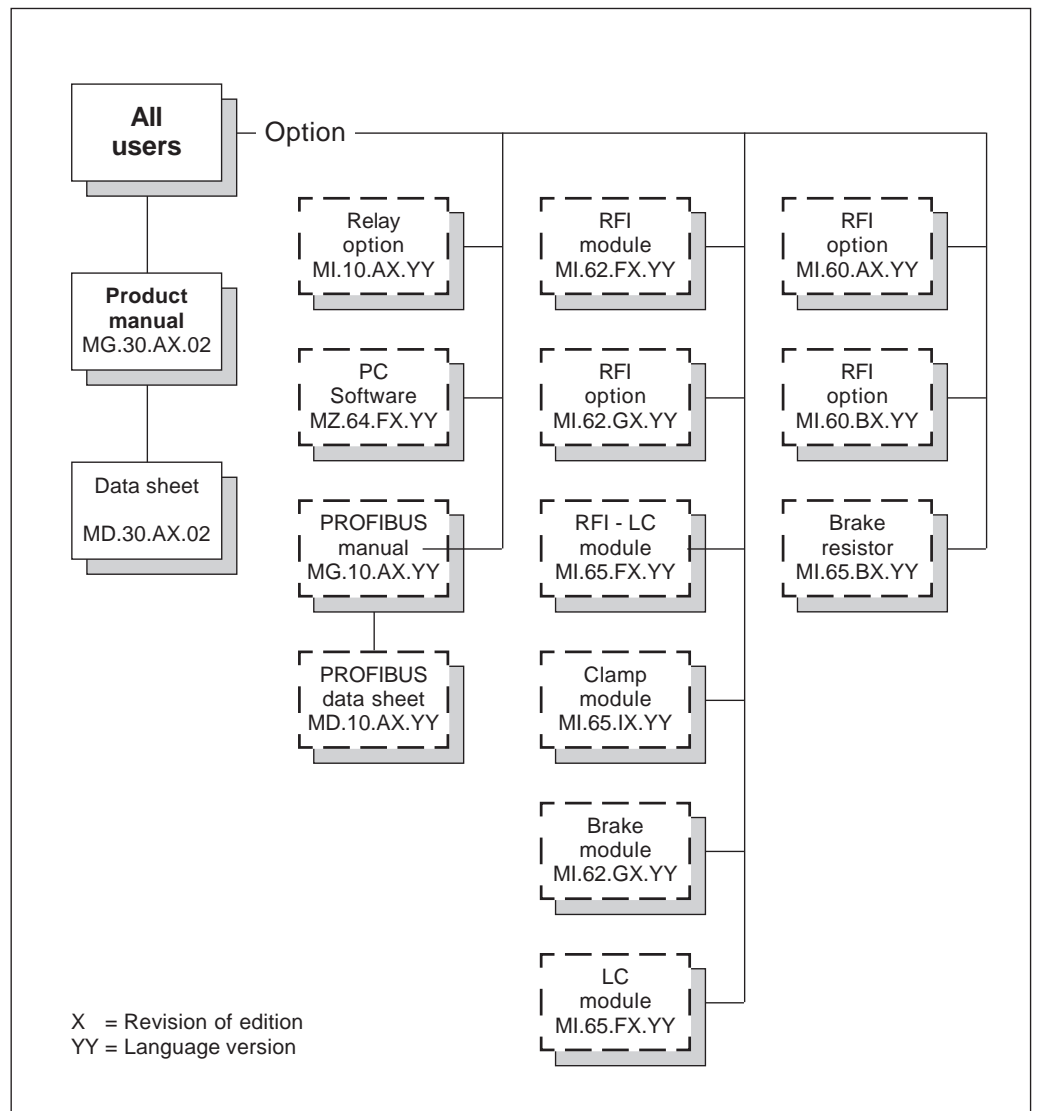 All
users
Option
Product
manual
MG.30.AX.02
Data sheet
MD.30.AX.02
Relay
option
MI.10.AX.YY
PC
Software
MZ.64.FX.YY
PROFIBUS
manual
MG.10.AX.YY
PROFIBUS
data sheet
MD.10.AX.YY
RFI
module
MI.62.FX.YY
RFI
option
MI.62.GX.YY
RFI - LC
module
MI.65.FX.YY
Clamp
module
MI.65.IX.YY
Brake
module
MI.62.GX.YY
LC
module
MI.65.FX.YY
RFI
option
MI.60.AX.YY
RFI
option
MI.60.BX.YY
Brake
resistor
MI.65.BX.YY
X = Revision of edition
YY = Language version